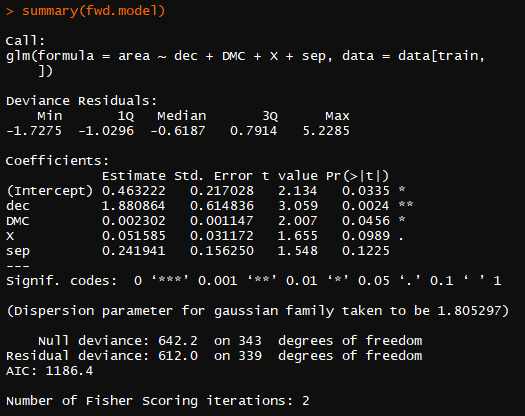 > summary(fwd.model)
Call:
glm(formula = area ~ dec + DMC + X + sep, data = data[train,
])
Deviance Residuals:
Min 1Q Median 3Q Max
-1.7275 -1.0296 -0.6187 0.7914 5.2285
Coefficients:
Estimate Std. Error t value Pr(>|t|)
(Intercept) 0.463222 0.217028 2.134 0.0335 *
dec 1.880864 0.614836 3.059 0.0024 **
DMC 0.002302 0.001147 2.007 0.0456 *
X 0.051585 0.031172 1.655 0.0989 .
sep 0.241941 0.156250 1.548 0.1225
---
Signif. codes: 0 ‘***’ 0.001 ‘**’ 0.01 ‘*’ 0.05 ‘.’ 0.1 ‘ ’ 1
(Dispersion parameter for gaussian family taken to be 1.805297)
Null deviance: 642.2 on 343 degrees of freedom
Residual deviance: 612.0 on 339 degrees of freedom
AIC: 1186.4
Number of Fisher Scoring iterations: 2